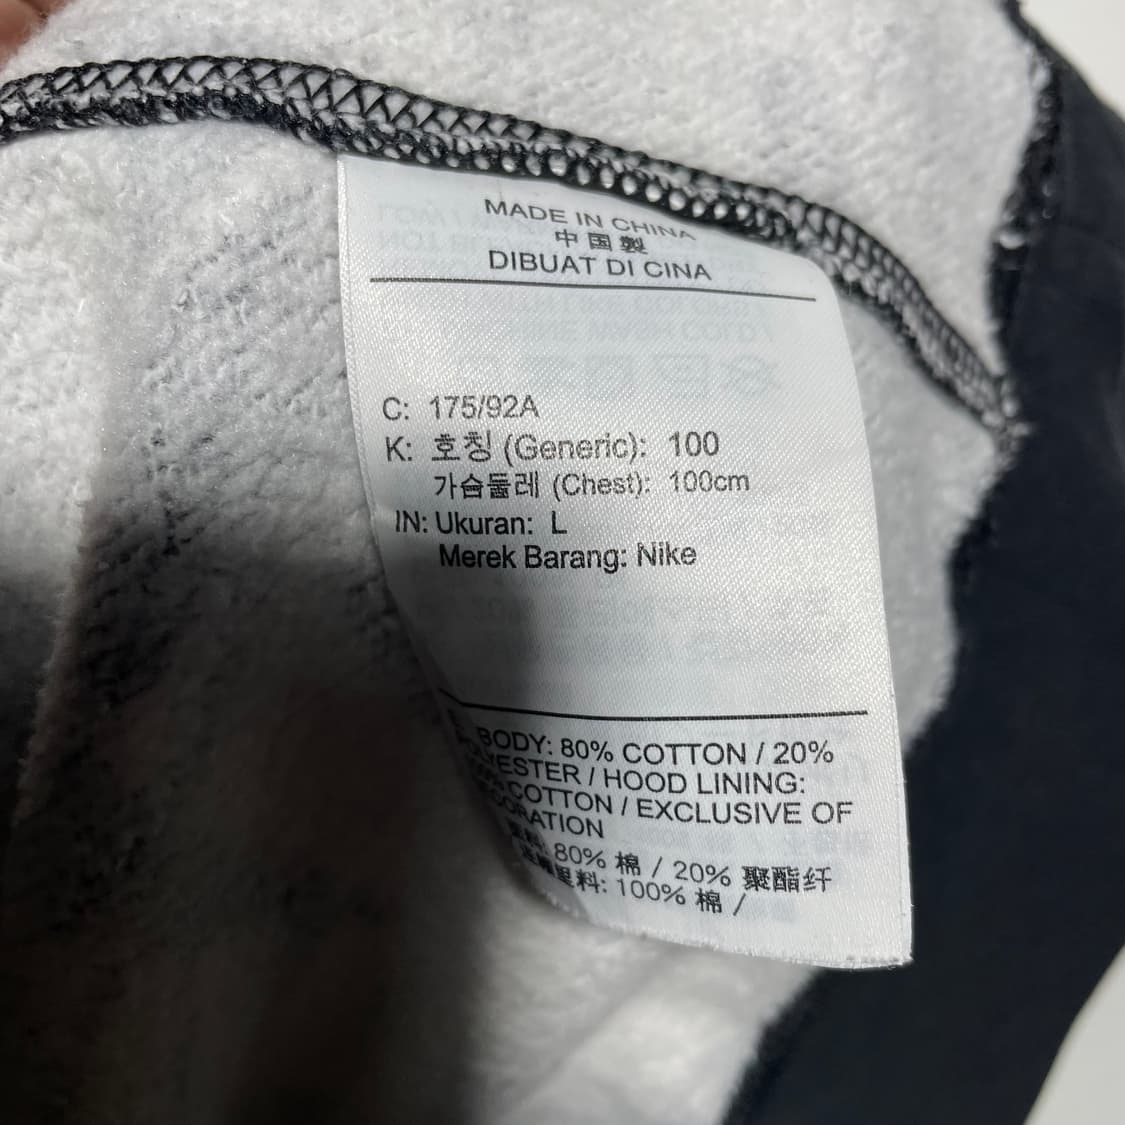 MADE IN CHINA
中国製
DIBUAT DI CINA
C: 175/92A
K: 호칭 (Generic): 100
가슴둘레 (Chest): 100cm
IN: Ukuran: L
Merek Barang: Nike
BODY: 80% COTTON / 20%
POLYESTER / HOOD LINING:
COTTON / EXCLUSIVE OF
DECORATION
80% 棉 / 20% 聚酯纤
里料: 100% 棉 /